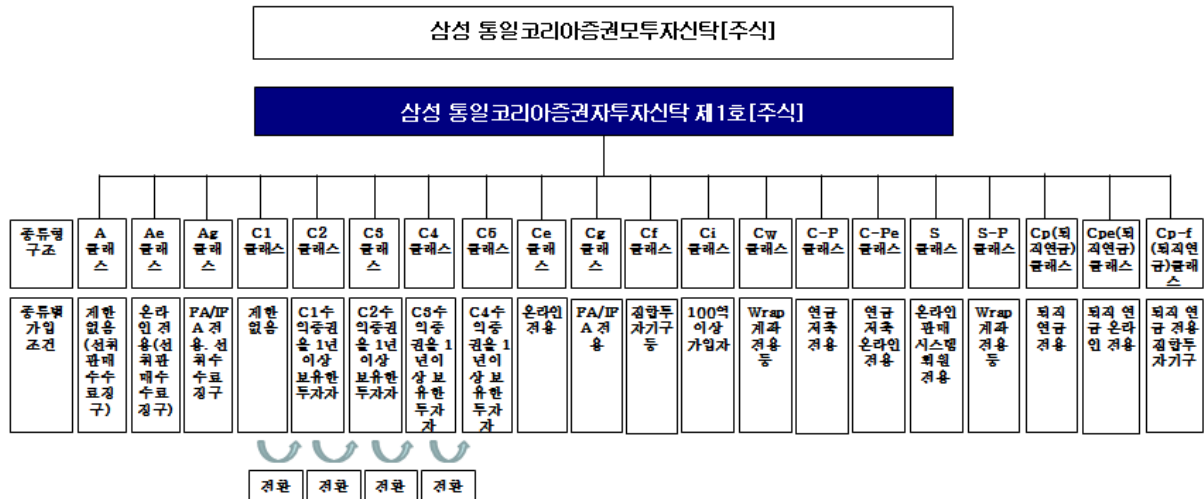 삼성 통일코리아증권모투자신탁[주식]
삼성 통일코리아증권자투자신탁 제1호[주식]
종류형
구조
A
클래
스
Ae
클래
스
Ag
클래
스
C1
클래스
C2
클래
스
C3
클래
스
C4
클래
스
C5
클래스
Ce
클래
스
Cg
클래
스
Cf
클래스
Ci
클래스
Cw
클래스
C-P
클래
스
C-Pe
클래스
S
클래스
S-P
클래
스
Cp(퇴
직연금)
클래스
Cpe(퇴
직연금)
클래스
Cp-f
(퇴직연
금)클래
스
종류별
가입
조건
제한
없음
(선취
판매
수수
료징
구)
온라
인 전
용(선
취판
매수
수료
징구)
FA/IF
A 전
용. 선
취수
수료
징구
제한
없음
C1수
익증권
을 1년
이상
보유한
투자자
C2수
익증권
을 1년
이상
보유한
투자자
C3수
익증
권을 1
년이
상 보
유한
투자
자
C4수
익증
권을 1
년이
상 보
유한
투자
자
온라인
전용
FA/IF
A 전
용
집합투
자기구
등
100억
이상
가입자
Wrap
계좌
전용
등
연금
저축
전용
연금
저축
온라인
전용
온라인
판매
시스템
회원
전용
Wrap
계좌
전용
등
퇴직
연금
전용
퇴직 연
금 온라
인 전용
퇴직 연
금 전용
집합투
자기구
전환
전환
전환
전환